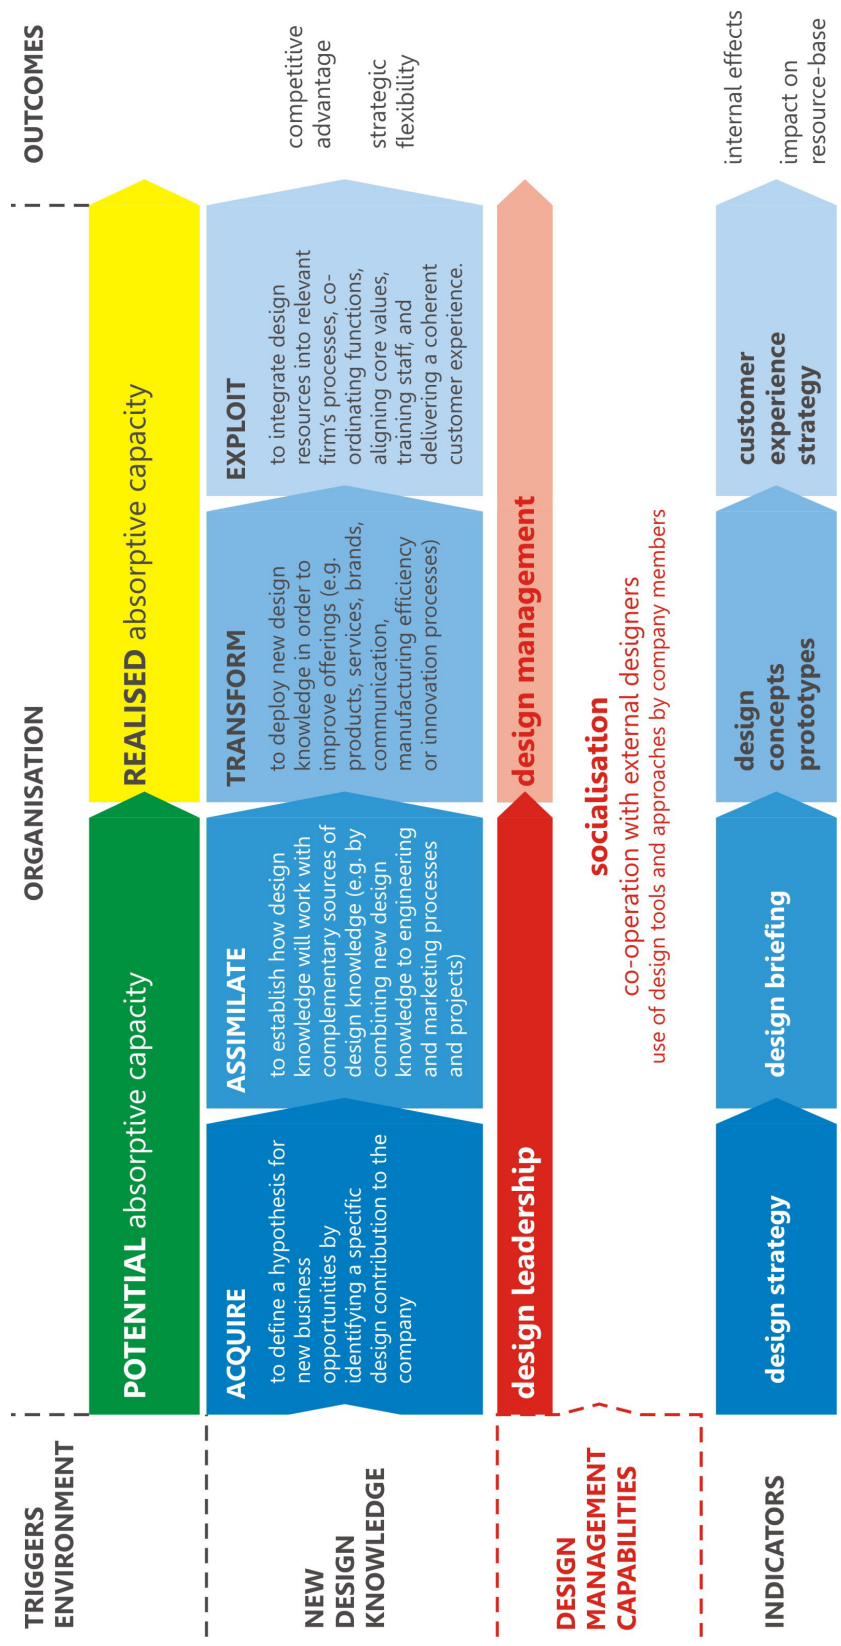 TRIGGERS
ENVIRONMENT
ORGANISATION
OUTCOMES
POTENTIAL absorptive capacity
REALISED absorptive capacity
NEW
DESIGN
KNOWLEDGE
ACQUIRE
to define a hypothesis for
new business
opportunities by
identifying a specific
design contribution to the
company
ASSIMILATE
to establish how design
knowledge will work with
complementary sources of
design knowledge (e.g. by
combining new design
knowledge to engineering
and marketing processes
and projects)
TRANSFORM
to deploy new design
knowledge in order to
improve offerings (e.g.
products, services, brands,
communication,
manufacturing efficiency
or innovation processes)
EXPLOIT
to integrate design
resources into relevant
firm's processes, co-
ordinating functions,
aligning core values,
training staff, and
delivering a coherent
customer experience.
competitive
advantage
strategic
flexibility
DESIGN
MANAGEMENT
CAPABILITIES
design leadership
design management
socialisation
co-operation with external designers
use of design tools and approaches by company members
INDICATORS
design strategy
design briefing
design
concepts
prototypes
customer
experience
strategy
internal effects
impact on
resource-base